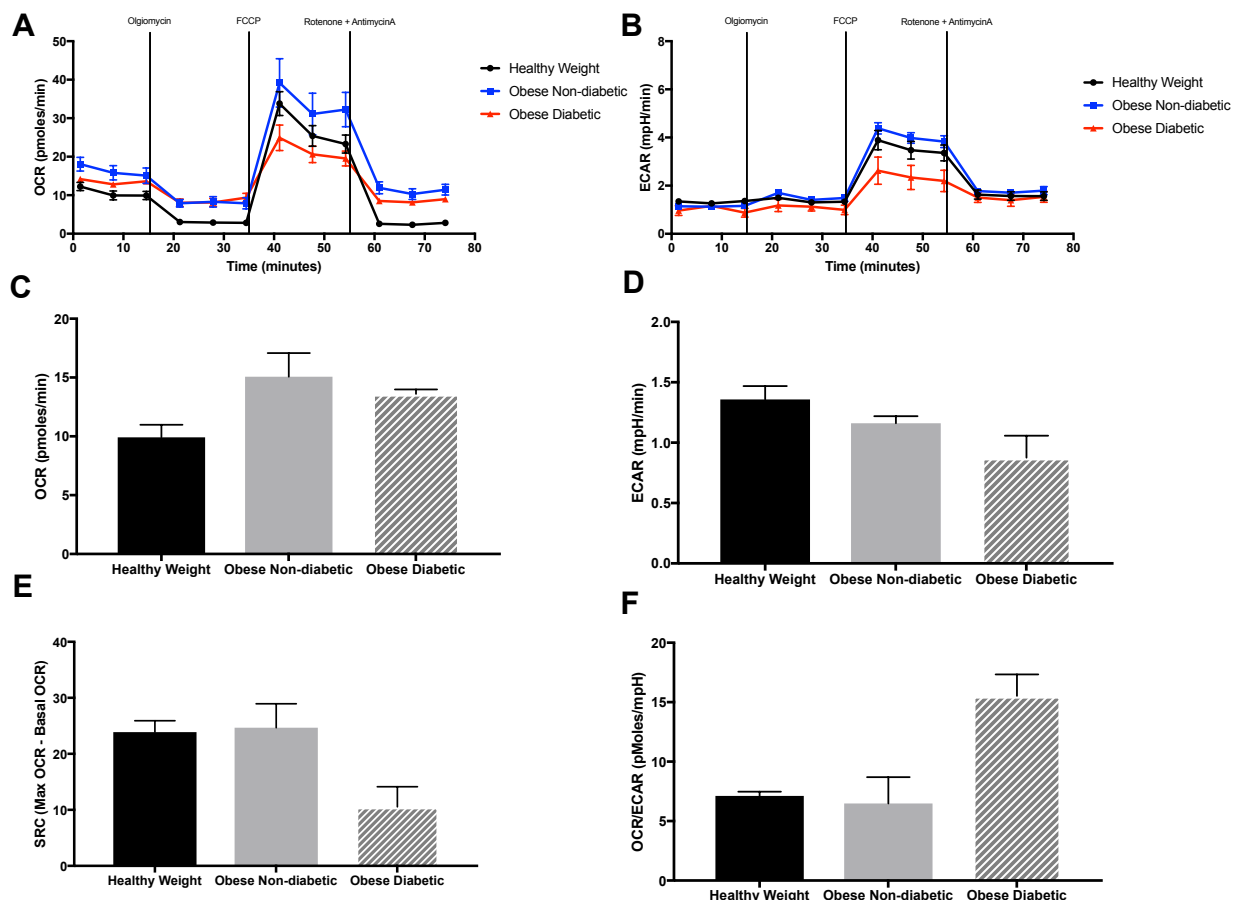 A
Olgiomycin
FCCP
Rotenone + AntimycinA
50
40
30
20
10
0
OCR (pmoles/min)
0 10 20 30 40 50 60 70 80
Time (minutes)
Healthy Weight
Obese Non-diabetic
Obese Diabetic
B
Olgiomycin
FCCP
Rotenone + AntimycinA
8
6
4
2
0
ECAR (mpH/min)
0 10 20 30 40 50 60 70 80
Time (minutes)
Healthy Weight
Obese Non-diabetic
Obese Diabetic
C
20
15
10
5
0
OCR (pmoles/min)
Healthy Weight Obese Non-diabetic Obese Diabetic
D
2.0
1.5
1.0
0.5
0.0
ECAR (mpH/min)
Healthy Weight Obese Non-diabetic Obese Diabetic
E
40
30
20
10
0
SRC (Max OCR - Basal OCR)
Healthy Weight Obese Non-diabetic Obese Diabetic
F
20
15
10
5
0
OCR/ECAR (pMoles/mpH)
Healthy Weight Obese Non-diabetic Obese Diabetic